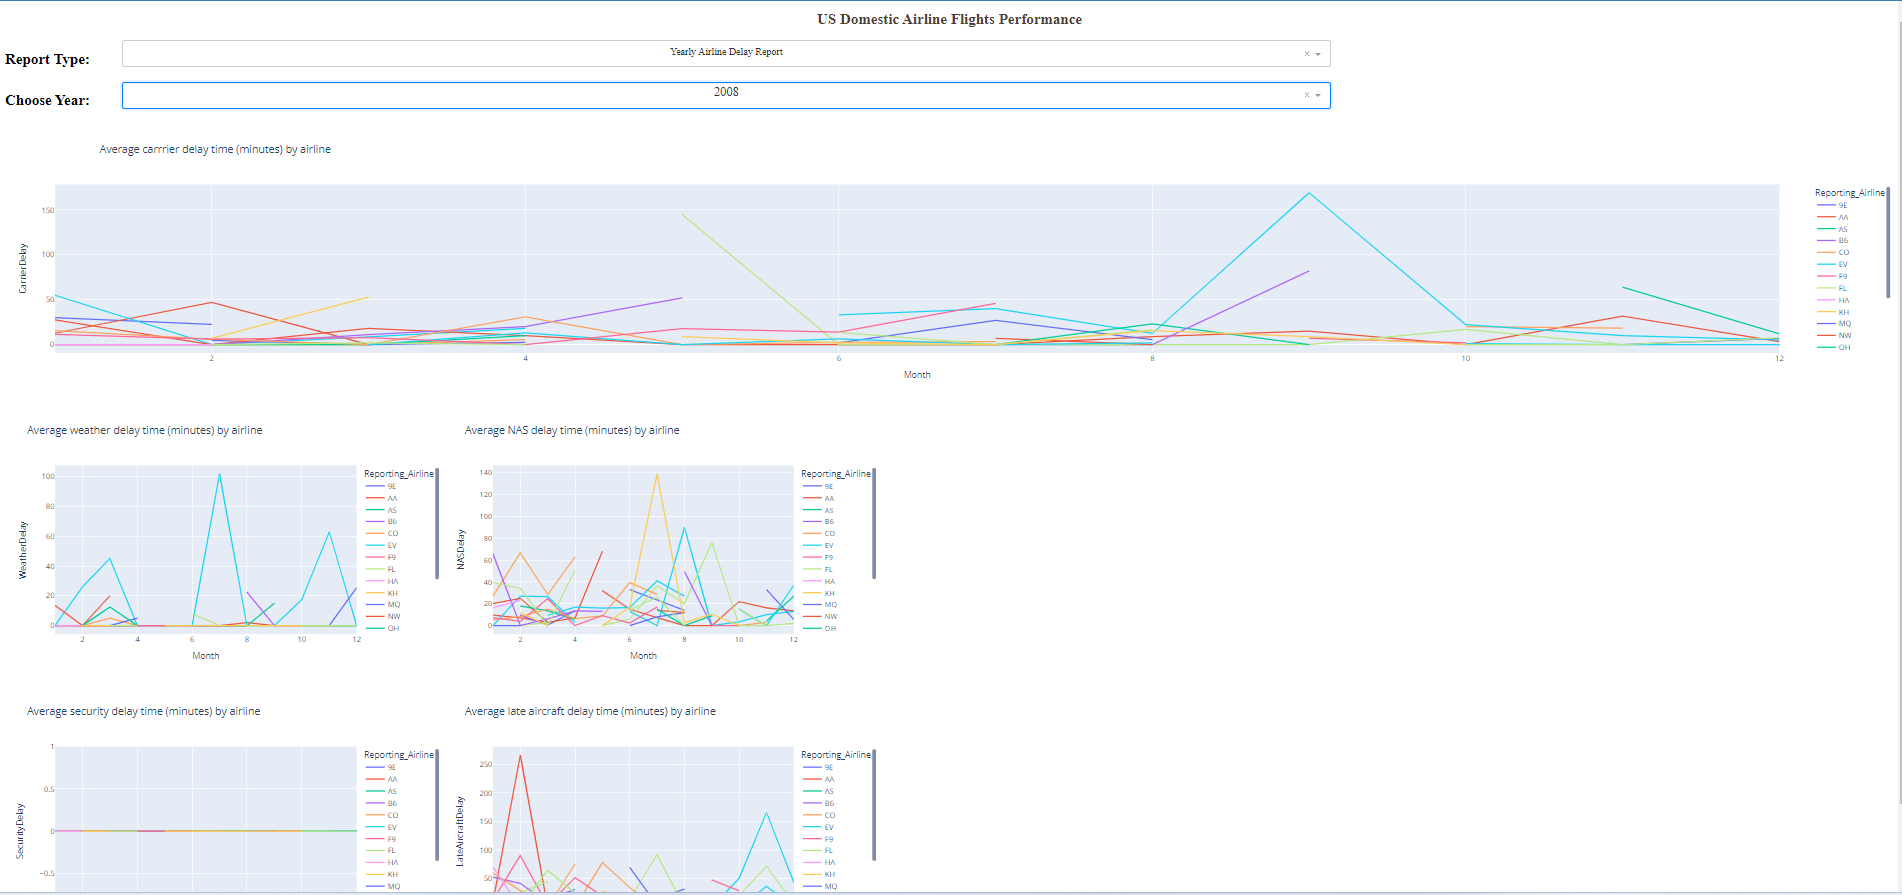 US Domestic Airline Flights Performance
Report Type:
Yearly Airline Delay Report
× 
Choose Year:
2008
× 
Average carrrier delay time (minutes) by airline
CarrierDelay
150
100
50
0
2
4
6
8
10
12
Month
Reporting_Airline
9E
AA
AS
B6
CO
EV
F9
FL
HA
KH
MQ
NW
OH
Average weather delay time (minutes) by airline
WeatherDelay
100
80
60
40
20
0
2
4
6
8
10
12
Month
Reporting_Airline
9E
AA
AS
B6
CO
EV
F9
FL
HA
KH
MQ
NW
OH
Average NAS delay time (minutes) by airline
NASDelay
140
120
100
80
60
40
20
0
2
4
6
8
10
12
Month
Reporting_Airline
9E
AA
AS
B6
CO
EV
F9
FL
HA
KH
MQ
NW
OH
Average security delay time (minutes) by airline
SecurityDelay
1
0.5
0
−0.5
Reporting_Airline
9E
AA
AS
B6
CO
EV
F9
FL
HA
KH
MQ
Average late aircraft delay time (minutes) by airline
LateAircraftDelay
250
200
150
100
50
Reporting_Airline
9E
AA
AS
B6
CO
EV
F9
FL
HA
KH
MQ